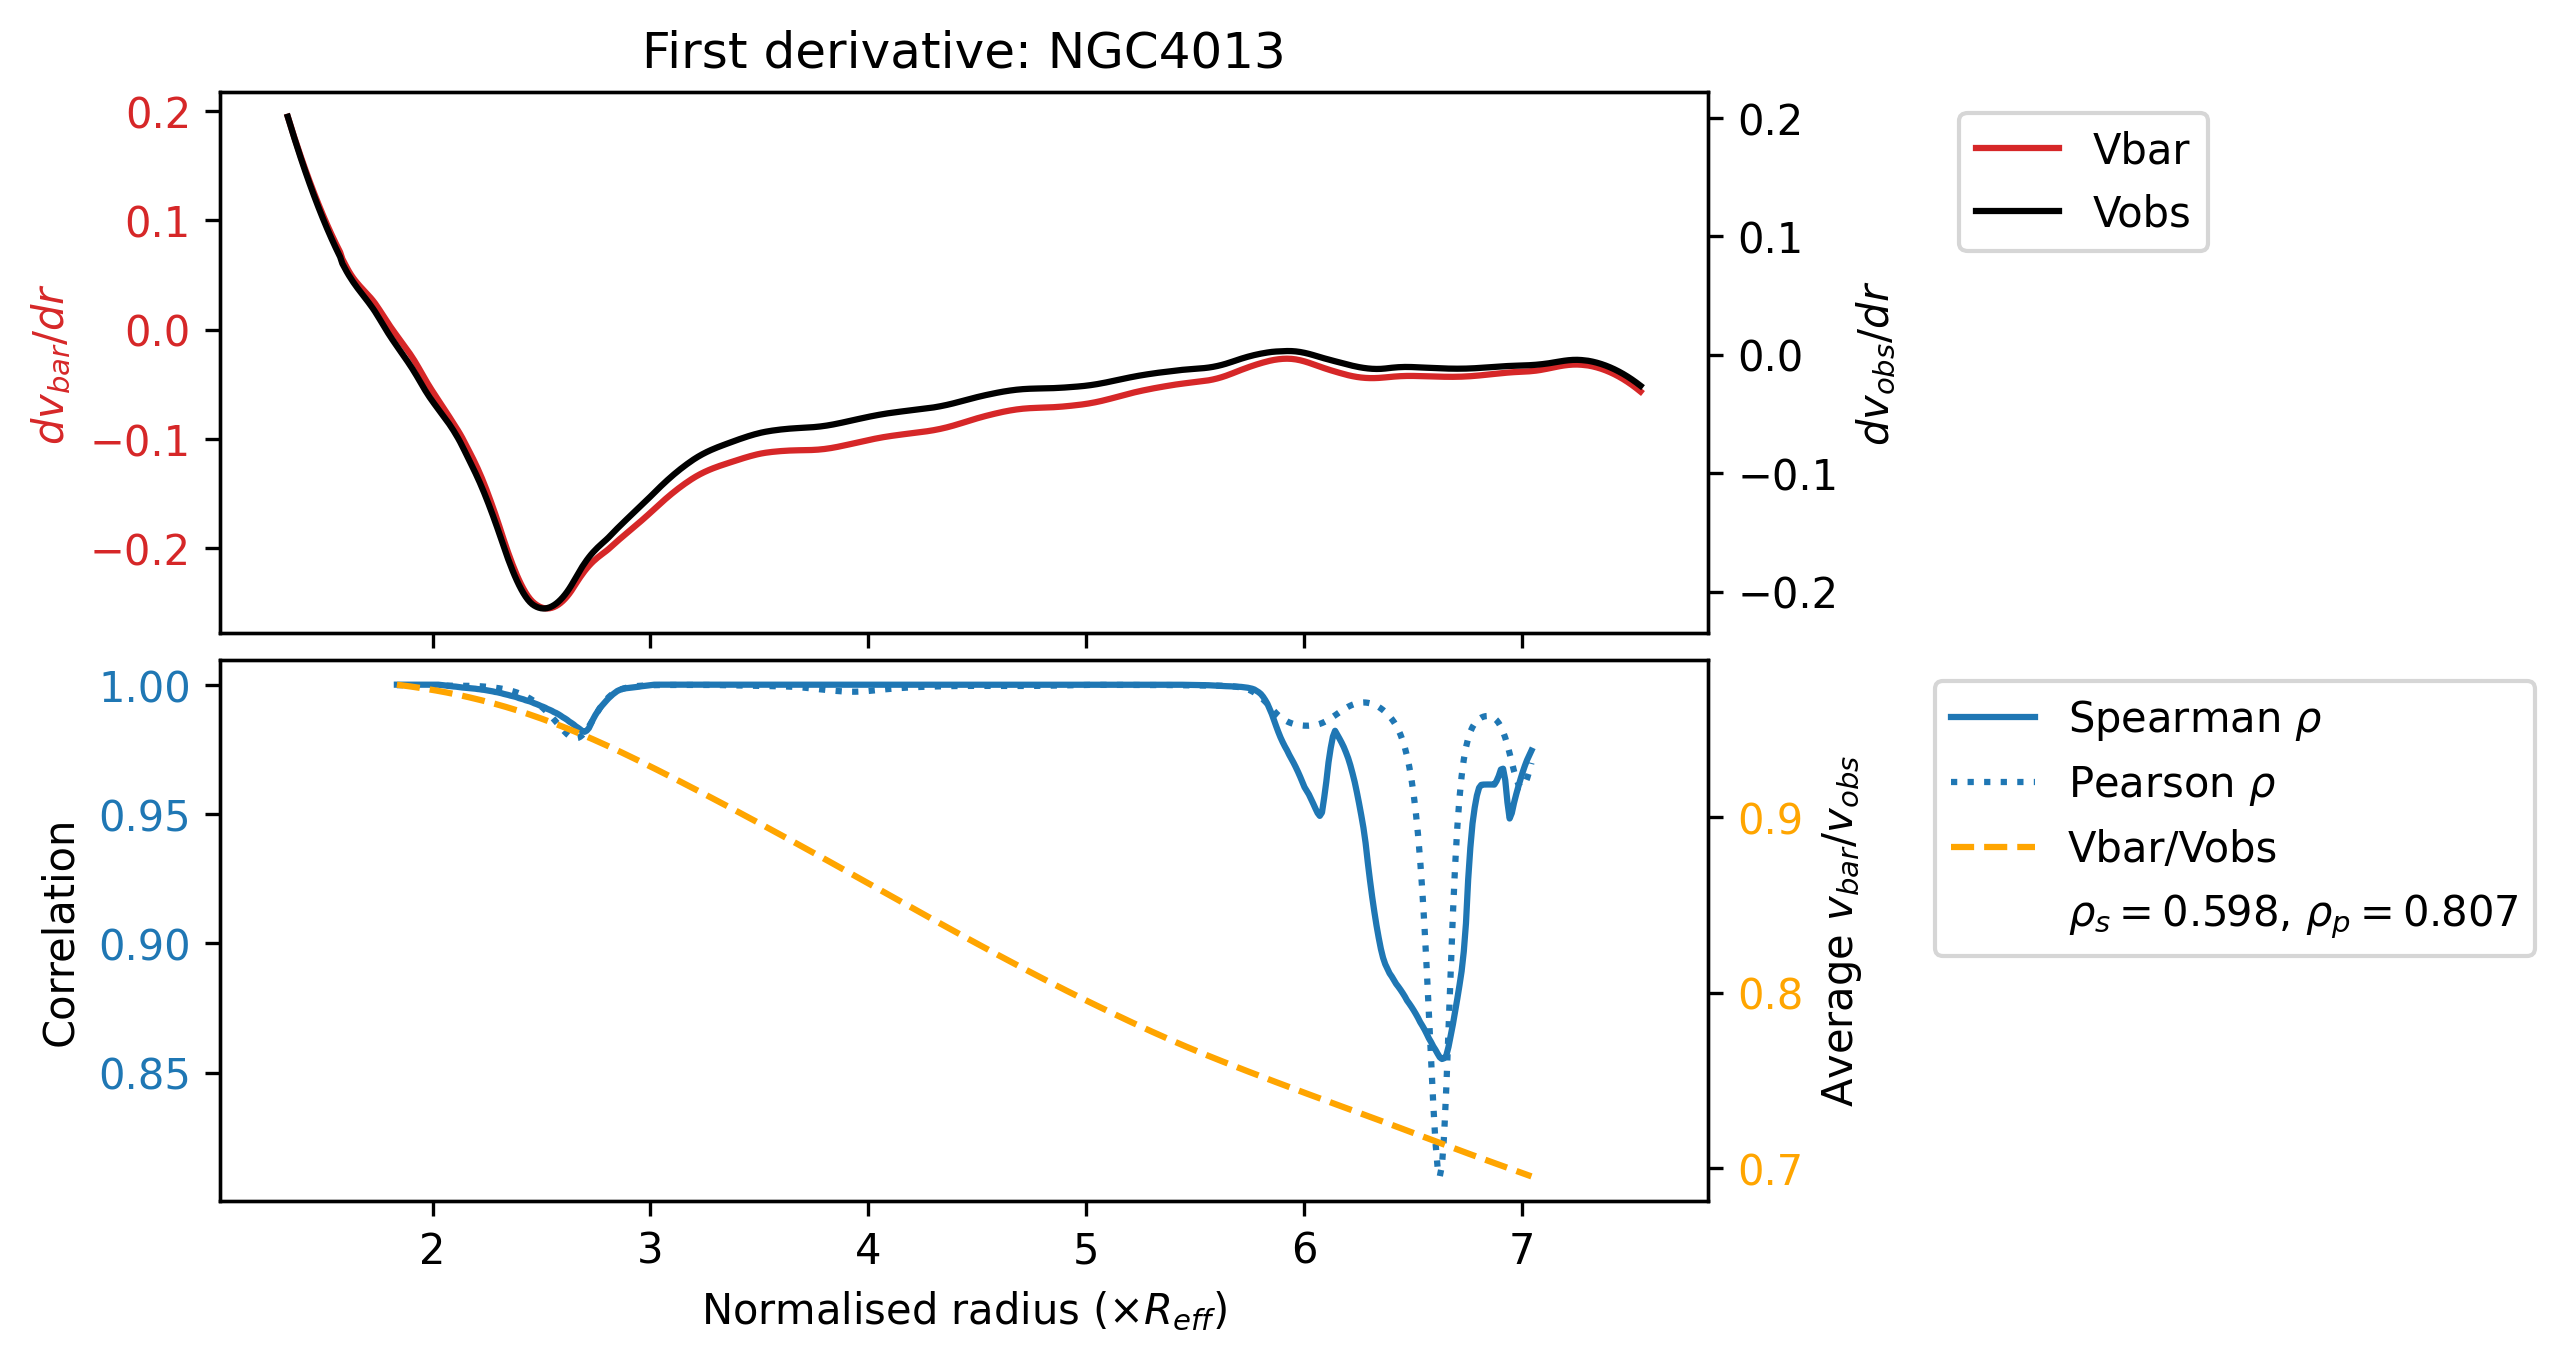 First derivative: NGC4013
0.2
0.1
0.0
−0.1
−0.2
dv_bar/dr
0.2
0.1
0.0
−0.1
−0.2
dv_obs/dr
Vbar
Vobs
1.00
0.95
0.90
0.85
Correlation
0.9
0.8
0.7
Average v_bar/v_obs
Spearman ρ
Pearson ρ
Vbar/Vobs
ρ_s = 0.598, ρ_p = 0.807
2 3 4 5 6 7
Normalised radius (×R_eff)